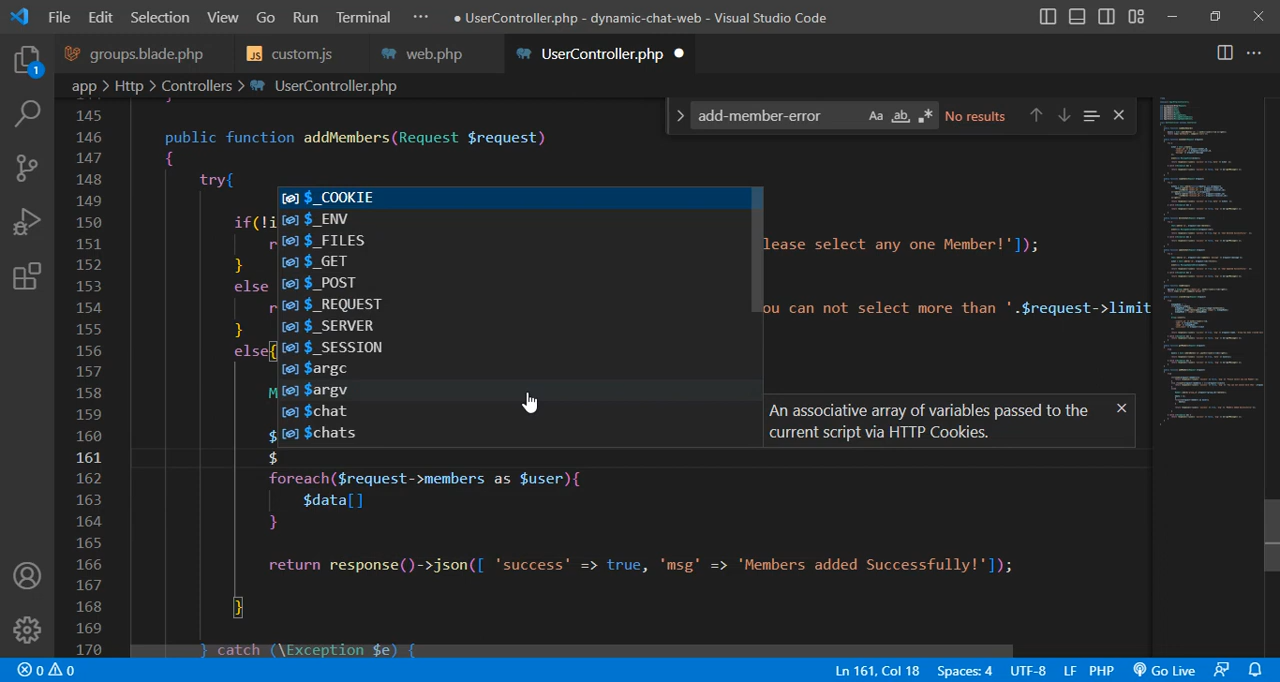 File Edit Selection View Go Run Terminal ··· ● UserController.php - dynamic-chat-web - Visual Studio Code
groups.blade.php JS custom.js web.php UserController.php ●
1
app > Http > Controllers > UserController.php
add-member-error Aa ab No results
145
146 public function addMembers(Request $request)
147 {
148 try{
149 $_COOKIE
150 if(!i $_ENV
151 r $_FILES lease select any one Member!']);
152 } $_GET
153 else $_POST
154 r $_REQUEST ou can not select more than '.$request->limit
155 } $_SERVER
156 else{ $_SESSION
157 $argc
158 M $argv
159 $chat
160 $ $chats
An associative array of variables passed to the
current script via HTTP Cookies.
161 $
162 foreach($request->members as $user){
163 $data[]
164 }
165
166 return response()->json([ 'success' => true, 'msg' => 'Members added Successfully!']);
167
168 }
169
170 } catch (\Exception $e) {
0 0 Ln 161, Col 18 Spaces: 4 UTF-8 LF PHP Go Live